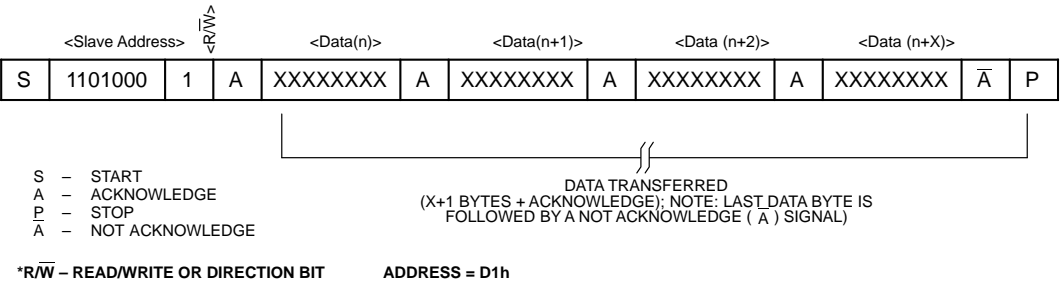 <Slave Address> <R/W̅> <Data(n)> <Data(n+1)> <Data (n+2)> <Data (n+X)>
S 1101000 1 A XXXXXXXX A XXXXXXXX A XXXXXXXX A XXXXXXXX A̅ P
S – START
A – ACKNOWLEDGE
P – STOP
A̅ – NOT ACKNOWLEDGE
DATA TRANSFERRED
(X+1 BYTES + ACKNOWLEDGE); NOTE: LAST DATA BYTE IS
FOLLOWED BY A NOT ACKNOWLEDGE ( A̅ ) SIGNAL)
*R/W̅ – READ/WRITE OR DIRECTION BIT ADDRESS = D1h